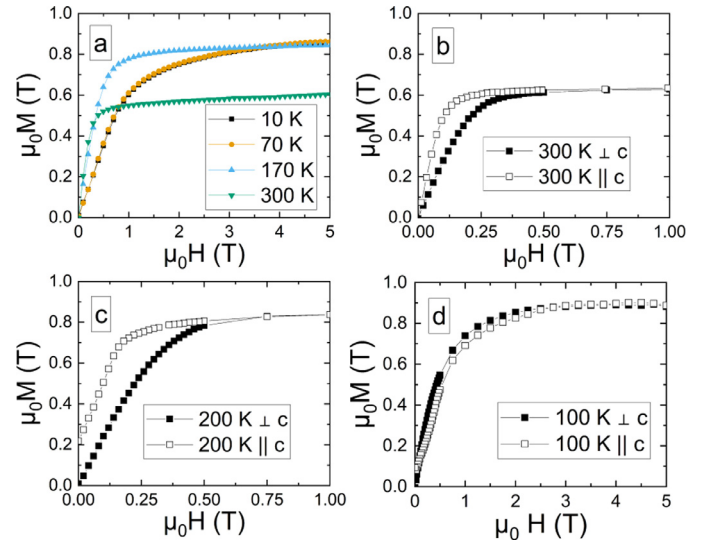 a
μ₀M (T)
1.0
0.8
0.6
0.4
0.2
0.0
10 K
70 K
170 K
300 K
0 1 2 3 4 5
μ₀H (T)
b
μ₀M (T)
1.0
0.8
0.6
0.4
0.2
0.0
300 K ⊥ c
300 K || c
0.00 0.25 0.50 0.75 1.00
μ₀H (T)
c
μ₀M (T)
1.0
0.8
0.6
0.4
0.2
0.0
200 K ⊥ c
200 K || c
0.00 0.25 0.50 0.75 1.00
μ₀H (T)
d
μ₀M (T)
1.0
0.8
0.6
0.4
0.2
0.0
100 K ⊥ c
100 K || c
0 1 2 3 4 5
μ₀ H (T)